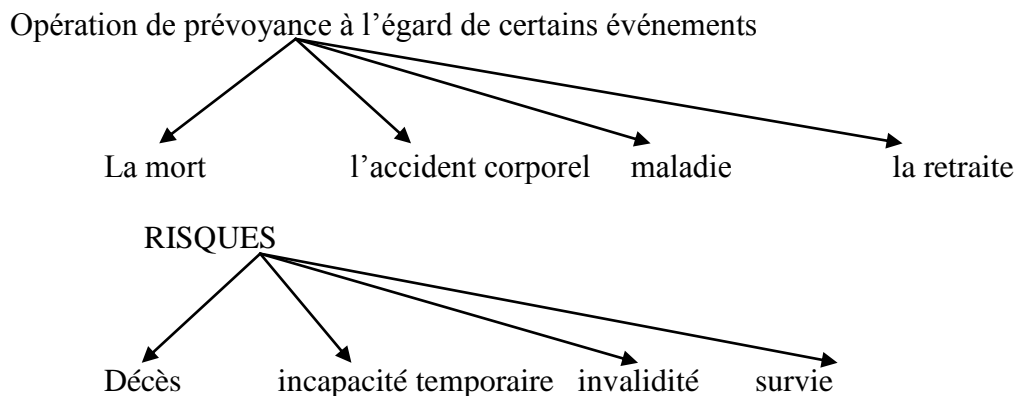 Opération de prévoyance à l’égard de certains événements
La mort l’accident corporel maladie la retraite
RISQUES
Décès incapacité temporaire invalidité survie